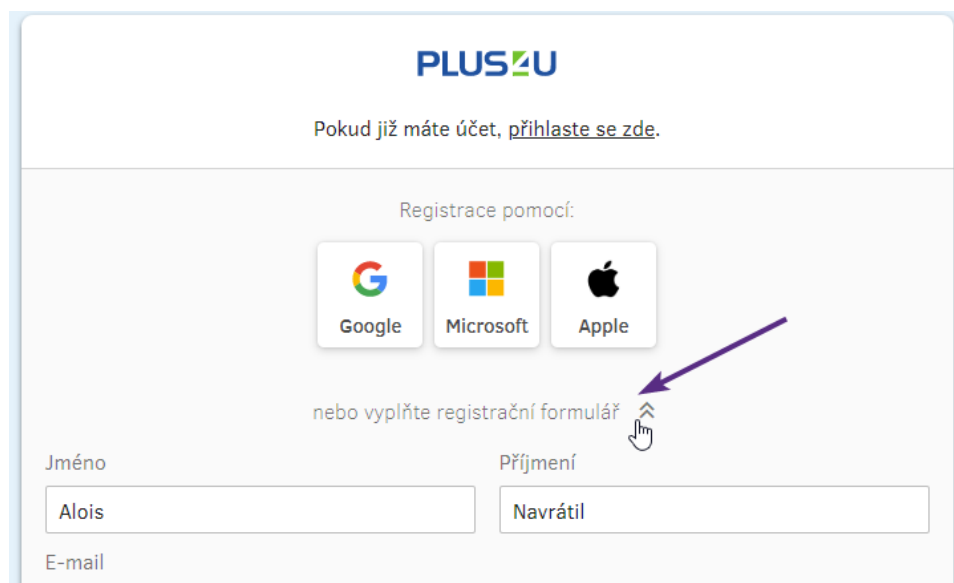 PLUS4U
Pokud již máte účet, přihlaste se zde.
Registrace pomocí:
Google Microsoft Apple
nebo vyplňte registrační formulář
Jméno Příjmení
Alois Navrátil
E-mail